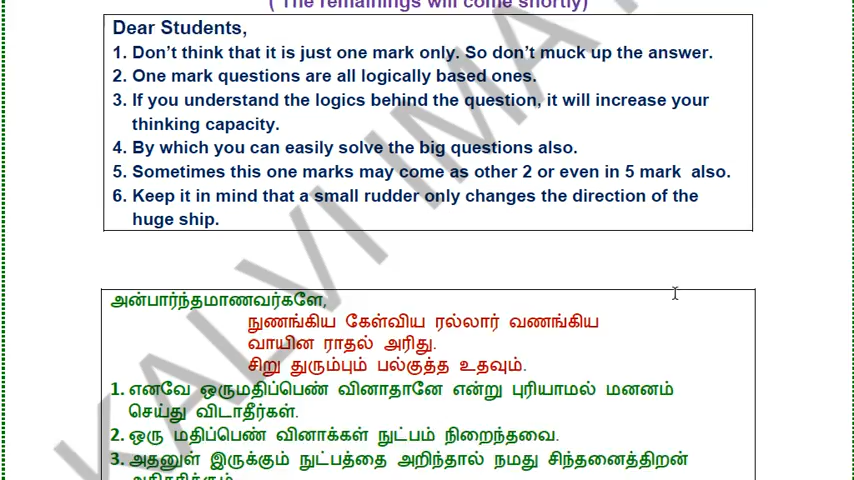 ( The remainings will come shortly)
Dear Students,
1. Don't think that it is just one mark only. So don't muck up the answer.
2. One mark questions are all logically based ones.
3. If you understand the logics behind the question, it will increase your
thinking capacity.
4. By which you can easily solve the big questions also.
5. Sometimes this one marks may come as other 2 or even in 5 mark also.
6. Keep it in mind that a small rudder only changes the direction of the
huge ship.
அன்பார்ந்தமாணவர்களே,
நுணங்கிய கேள்விய ரல்லார் வணங்கிய
வாயின ராதல் அரிது.
சிறு துரும்பும் பல்குத்த உதவும்.
1. எனவே ஒருமதிப்பெண் வினாதானே என்று புரியாமல் மனனம்
செய்து விடாதீர்கள்.
2. ஒரு மதிப்பெண் வினாக்கள் நுட்பம் நிறைந்தவை.
3. அதனுள் இருக்கும் நுட்பத்தை அறிந்தால் நமது சிந்தனைத்திறன்
KALVI IMA